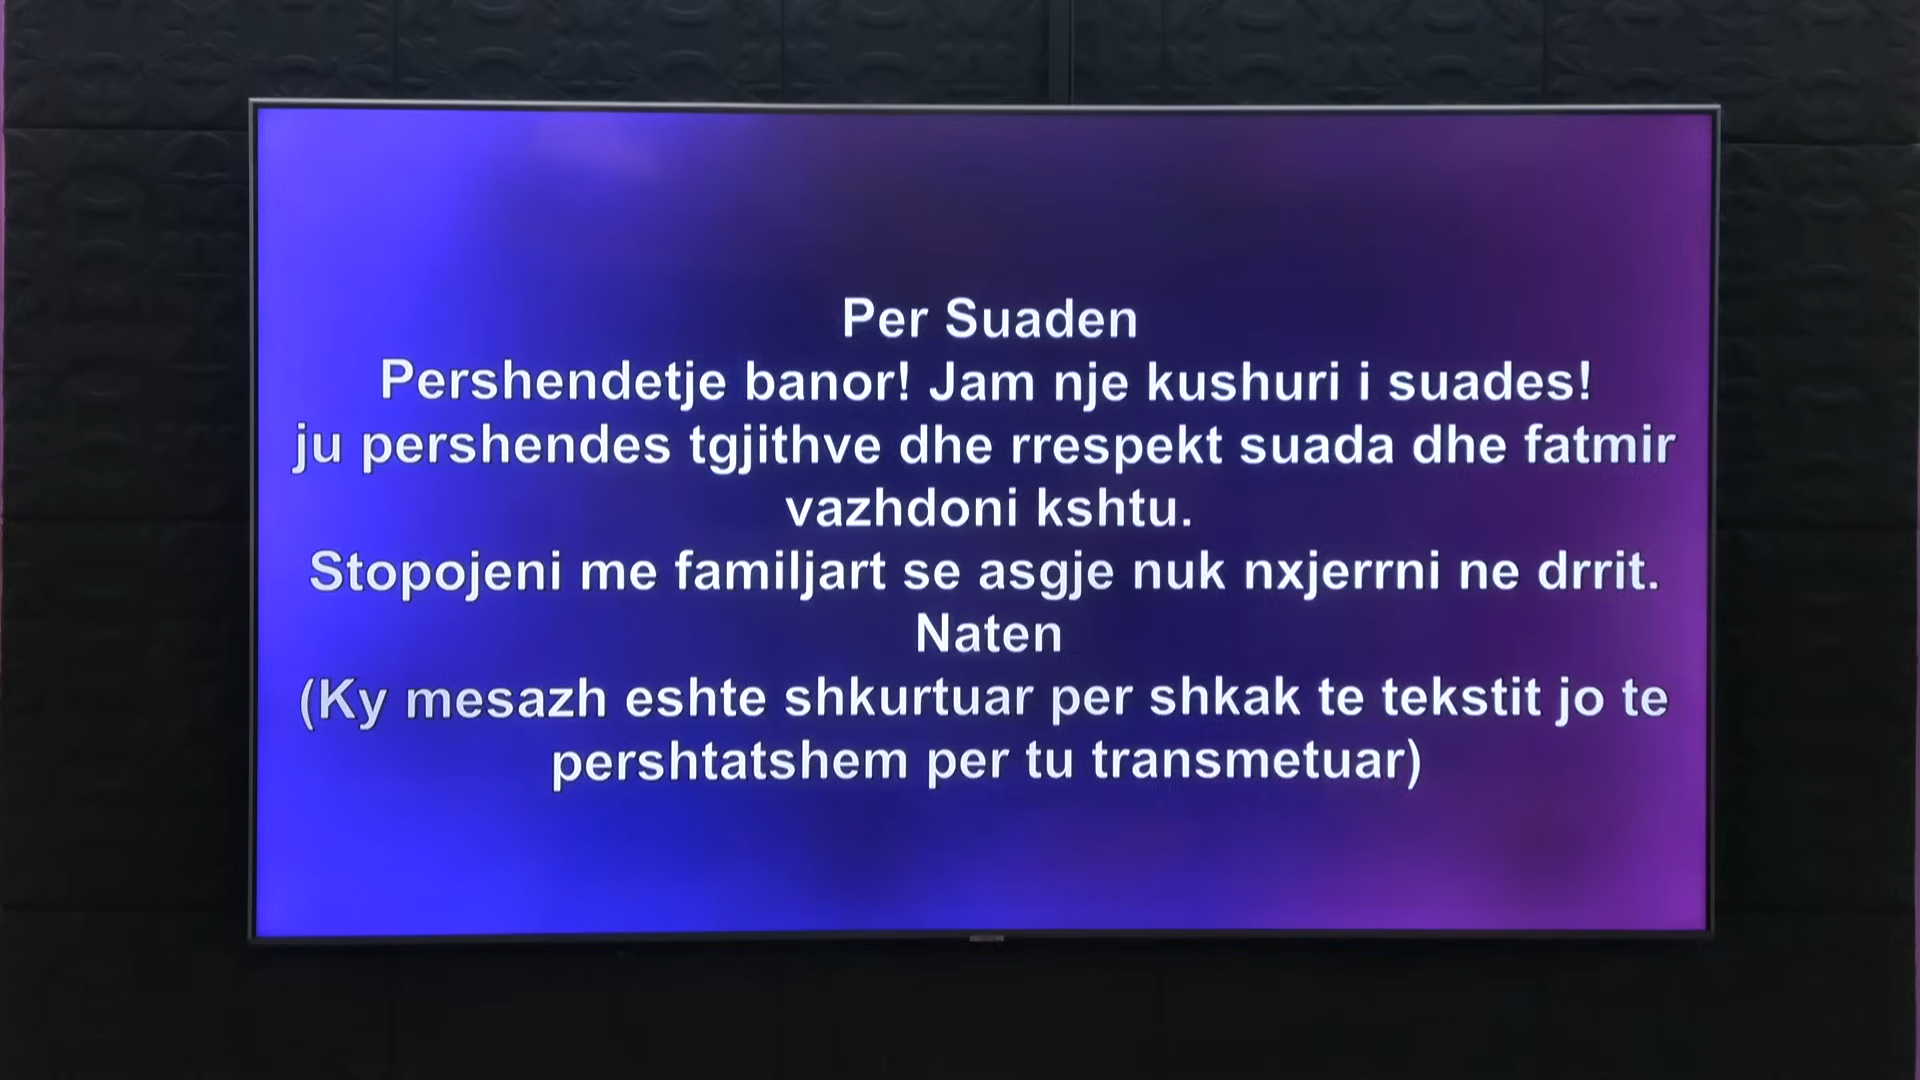 Per Suaden
Pershendetje banor! Jam nje kushuri i suades!
ju pershendes tgjithve dhe rrespekt suada dhe fatmir
vazhdoni kshtu.
Stopojeni me familjart se asgje nuk nxjerrni ne drrit.
Naten
(Ky mesazh eshte shkurtuar per shkak te tekstit jo te
pershtatshem per tu transmetuar)